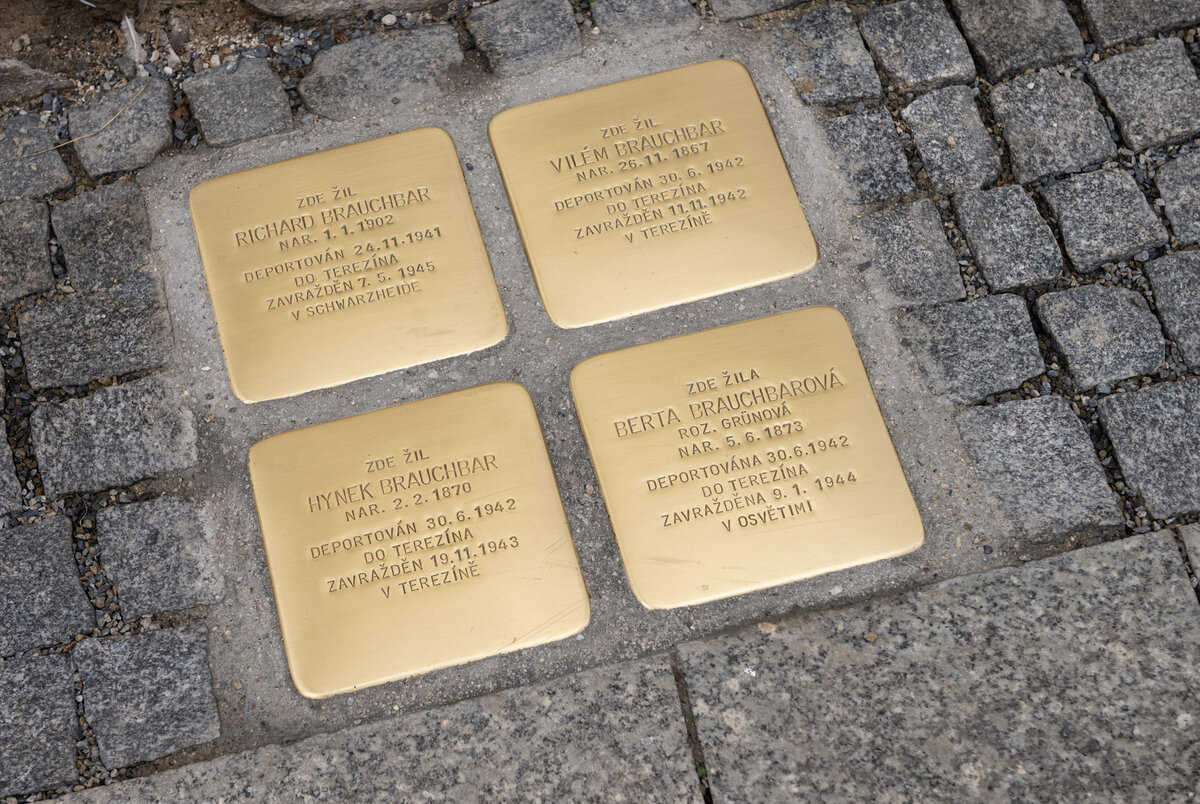 ZDE ŽIL
RICHARD BRAUCHBAR
NAR. 1.1.1902
DEPORTOVÁN 24.11.1941
DO TEREZÍNA
ZAVRAŽDĚN 7.5.1945
V SCHWARZHEIDE
ZDE ŽIL
VILÉM BRAUCHBAR
NAR. 26.11.1867
DEPORTOVÁN 30.6.1942
DO TEREZÍNA
ZAVRAŽDĚN 11.11.1942
V TEREZÍNĚ
ZDE ŽIL
HYNEK BRAUCHBAR
NAR. 2.2.1870
DEPORTOVÁN 30.6.1942
DO TEREZÍNA
ZAVRAŽDĚN 19.11.1943
V TEREZÍNĚ
ZDE ŽILA
BERTA BRAUCHBAROVÁ
ROZ. GRÜNOVÁ
NAR. 5.6.1873
DEPORTOVÁNA 30.6.1942
DO TEREZÍNA
ZAVRAŽDĚNA 9.1.1944
V OSVĚTIMI